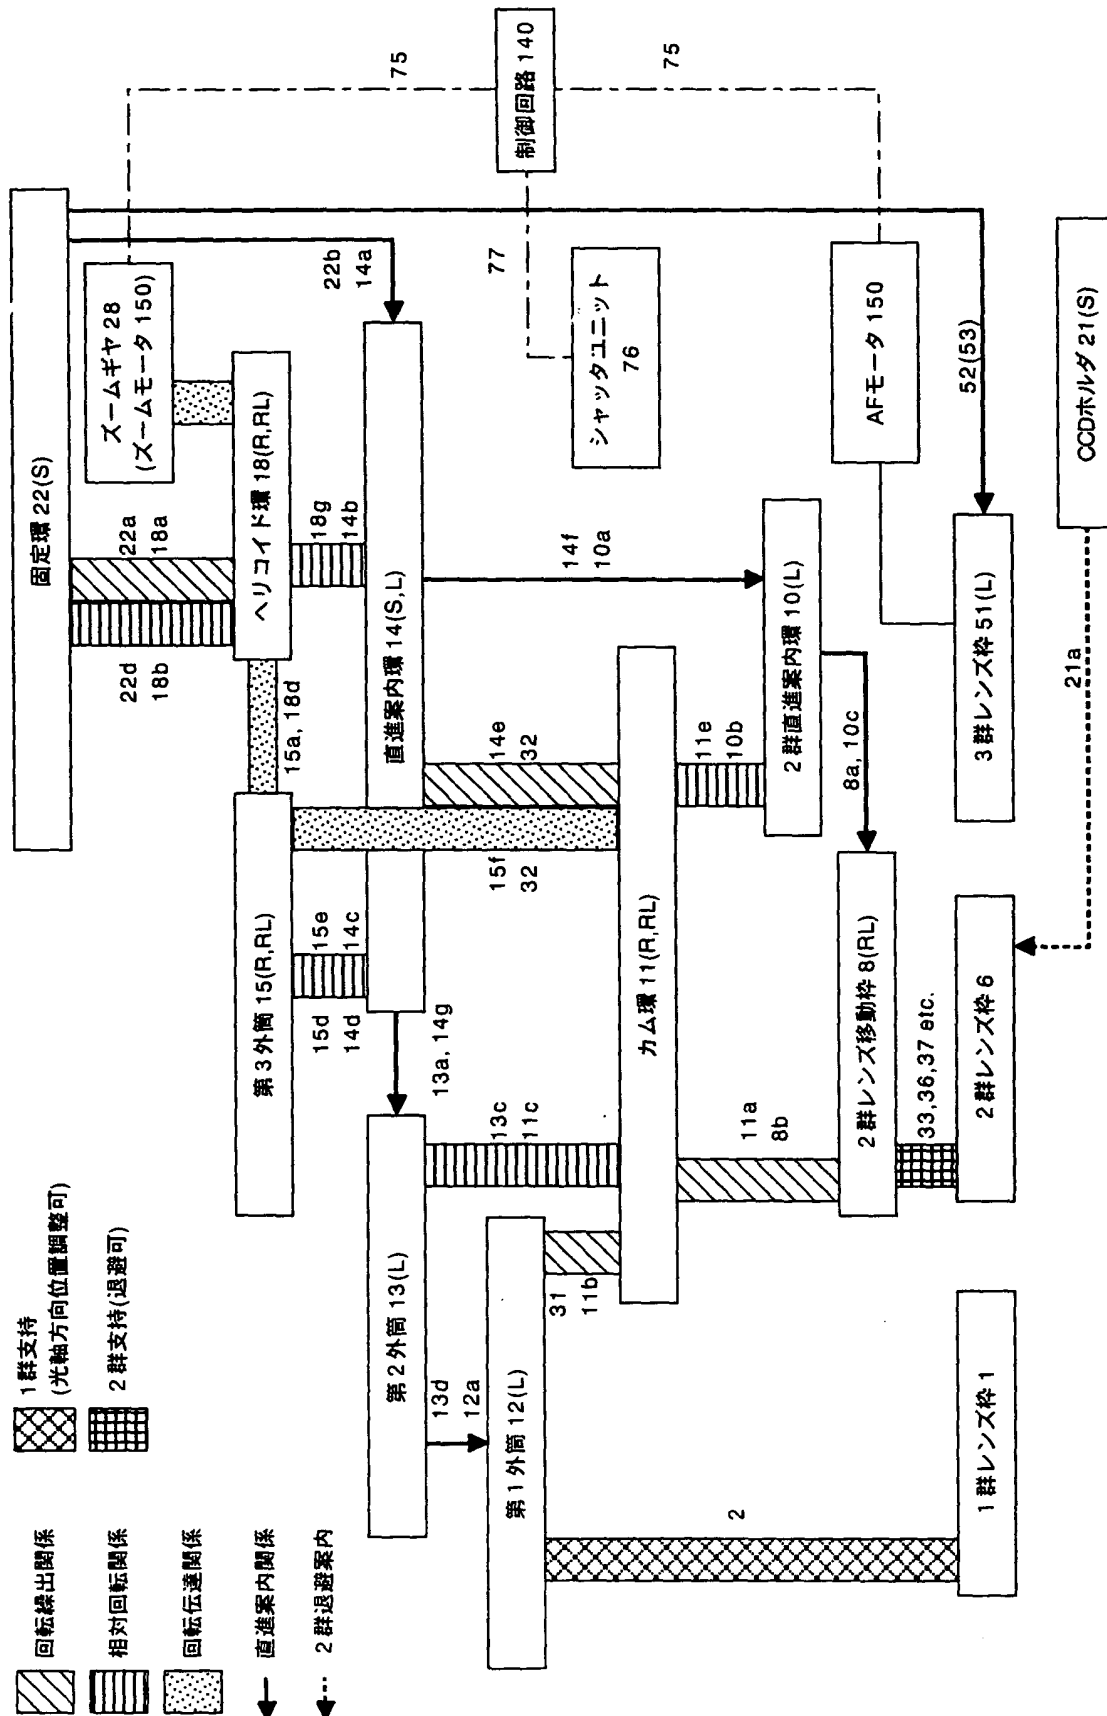 回転繰出関係
相対回転関係
回転伝達関係
直進案内関係
2群退避案内
1群支持
(光軸方向位置調整可)
2群支持(退避可)
固定環 22(S)
22d
18b
22a
18a
ズームギヤ 28
(ズームモータ 150)
75
制御回路 140
75
第3外筒 15(R,RL)
15a, 18d
ヘリコイド環 18(R,RL)
15d
14d
15e
14c
18g
14b
22b
14a
77
第2外筒 13(L)
13a, 14g
直進案内環 14(S,L)
シャッタユニット
76
13d
12a
13c
11c
15f
32
14e
32
14f
10a
第1外筒 12(L)
31
11b
カム環 11(R,RL)
11a
8b
11e
10b
2群直進案内環 10(L)
AFモータ 150
2
8a, 10c
2群レンズ移動枠 8(RL)
33,36,37 etc.
52(53)
1群レンズ枠 1
2群レンズ枠 6
3群レンズ枠 51(L)
21a
CCDホルダ 21(S)